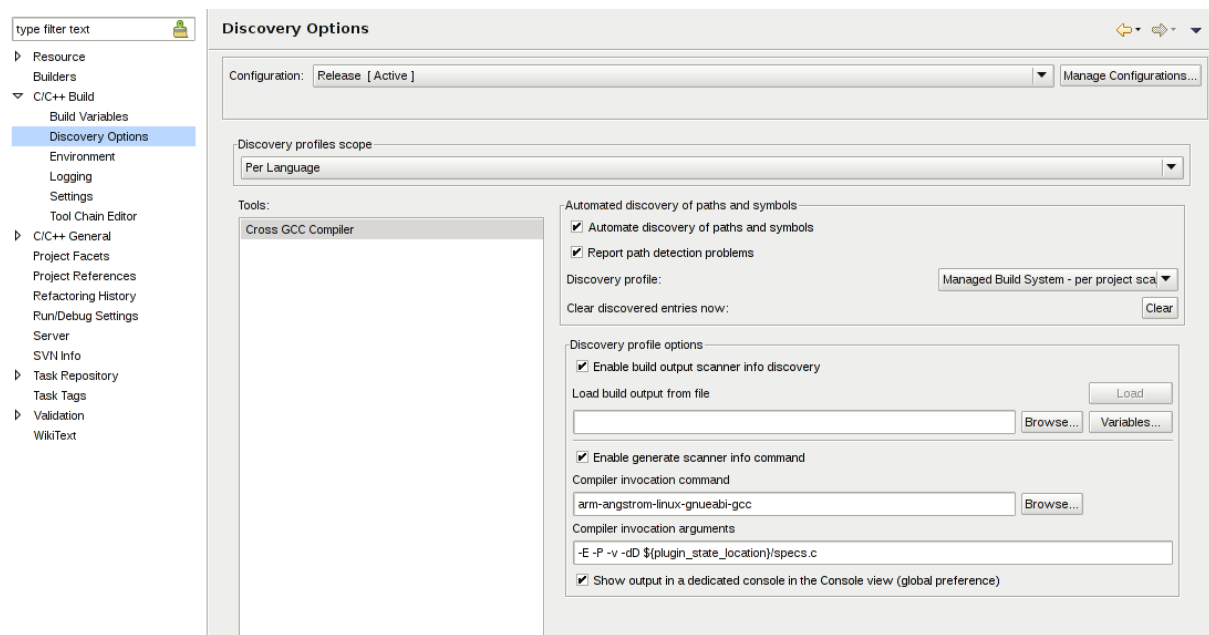 type filter text
Resource
Builders
C/C++ Build
Build Variables
Discovery Options
Environment
Logging
Settings
Tool Chain Editor
C/C++ General
Project Facets
Project References
Refactoring History
Run/Debug Settings
Server
SVN Info
Task Repository
Task Tags
Validation
WikiText
Discovery Options
Configuration: Release [ Active ] Manage Configurations...
Discovery profiles scope
Per Language
Tools:
Cross GCC Compiler
Automated discovery of paths and symbols
Automate discovery of paths and symbols
Report path detection problems
Discovery profile: Managed Build System - per project sca
Clear discovered entries now: Clear
Discovery profile options
Enable build output scanner info discovery
Load build output from file Load
Browse... Variables...
Enable generate scanner info command
Compiler invocation command
arm-angstrom-linux-gnueabi-gcc Browse...
Compiler invocation arguments
-E -P -v -dD ${plugin_state_location}/specs.c
Show output in a dedicated console in the Console view (global preference)